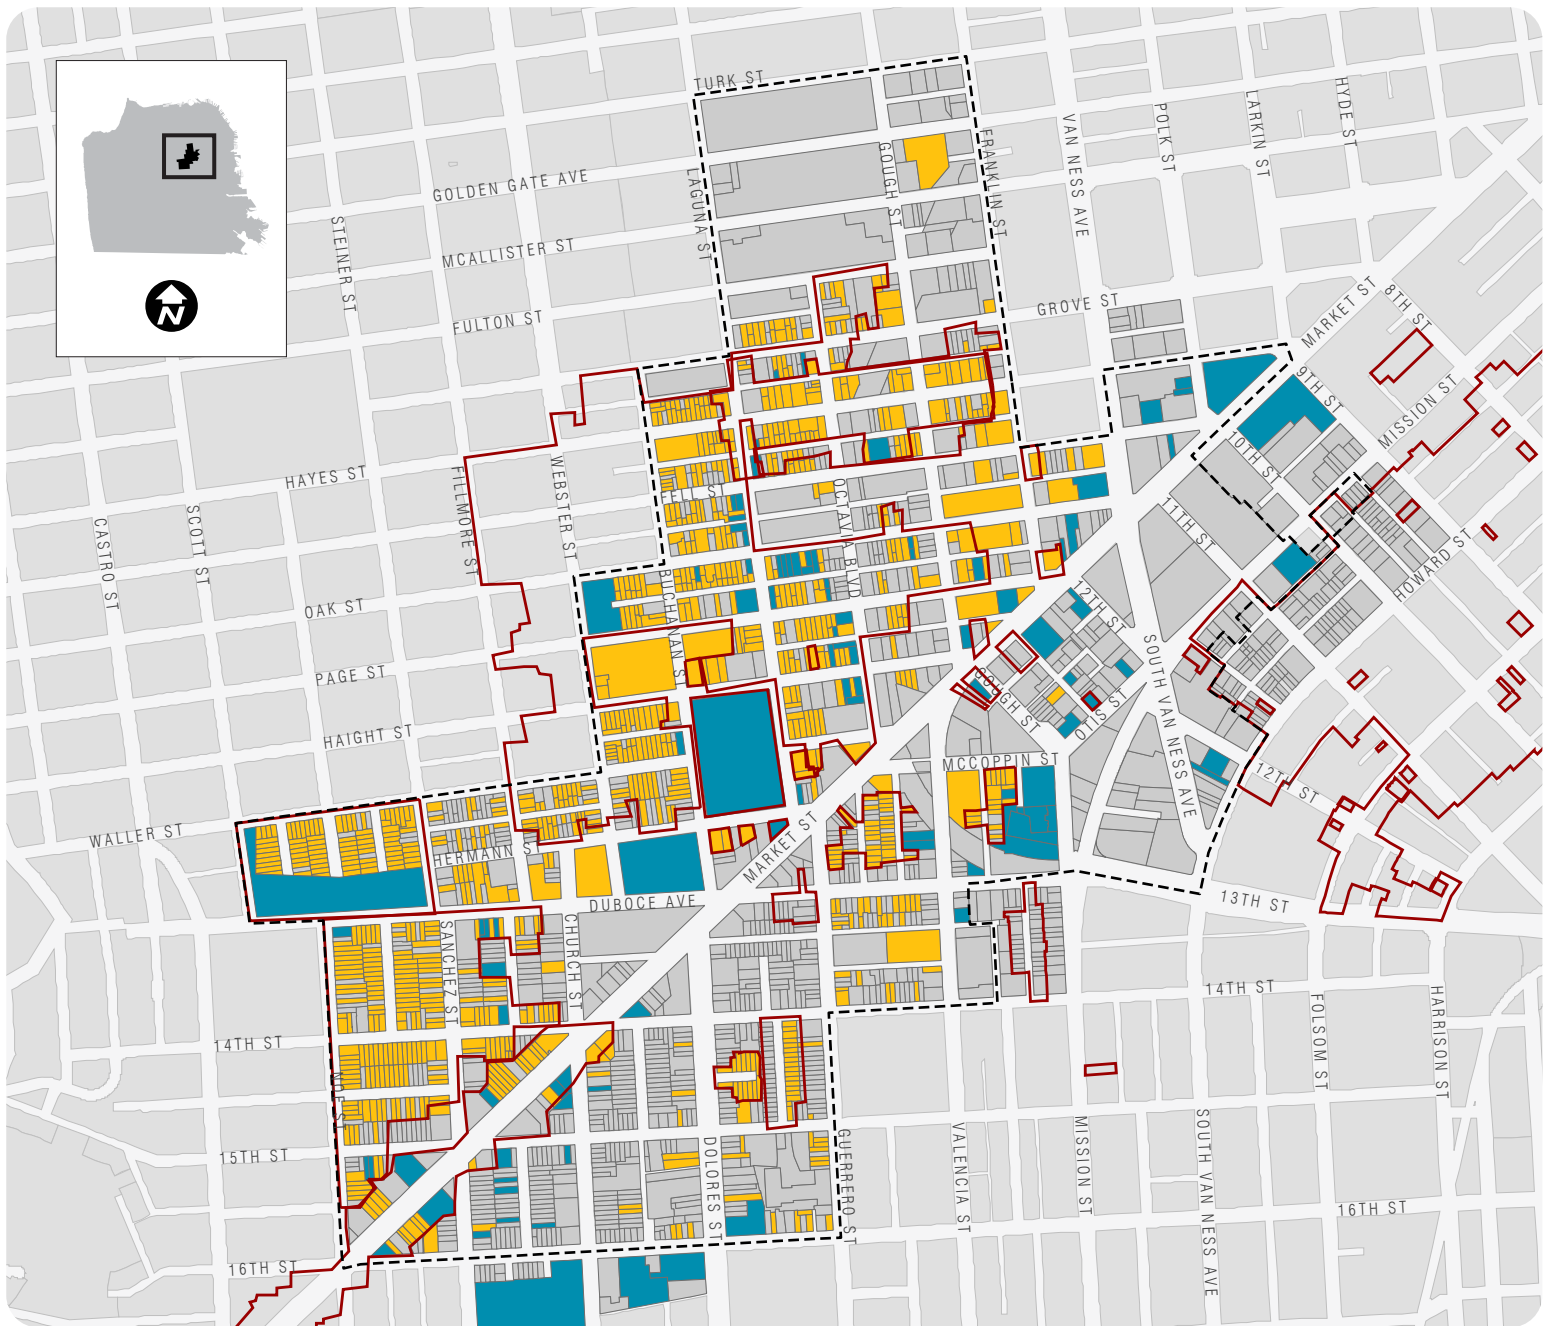 TURK ST
GOLDEN GATE AVE
MCALLISTER ST
FULTON ST
STEINER ST
LAGUNA ST
GOUGH ST
FRANKLIN ST
VAN NESS AVE
POLK ST
LARKIN ST
HYDE ST
GROVE ST
MARKET ST
8TH ST
9TH ST
MISSION ST
10TH ST
11TH ST
HOWARD ST
N
HAYES ST
FILLMORE ST
WEBSTER ST
FELL ST
OCTAVIA BLVD
CASTRO ST
SCOTT ST
OAK ST
BUCHANAN ST
PAGE ST
HAIGHT ST
12TH ST
GOUGH ST
OTIS ST
SOUTH VAN NESS AVE
MCCOPPIN ST
12TH ST
WALLER ST
HERMANN ST
MARKET ST
DUBOCE AVE
13TH ST
SANCHEZ ST
CHURCH ST
14TH ST
14TH ST
FOLSOM ST
HARRISON ST
NOE ST
15TH ST
DOLORES ST
GUERRERO ST
VALENCIA ST
MISSION ST
SOUTH VAN NESS AVE
16TH ST
16TH ST